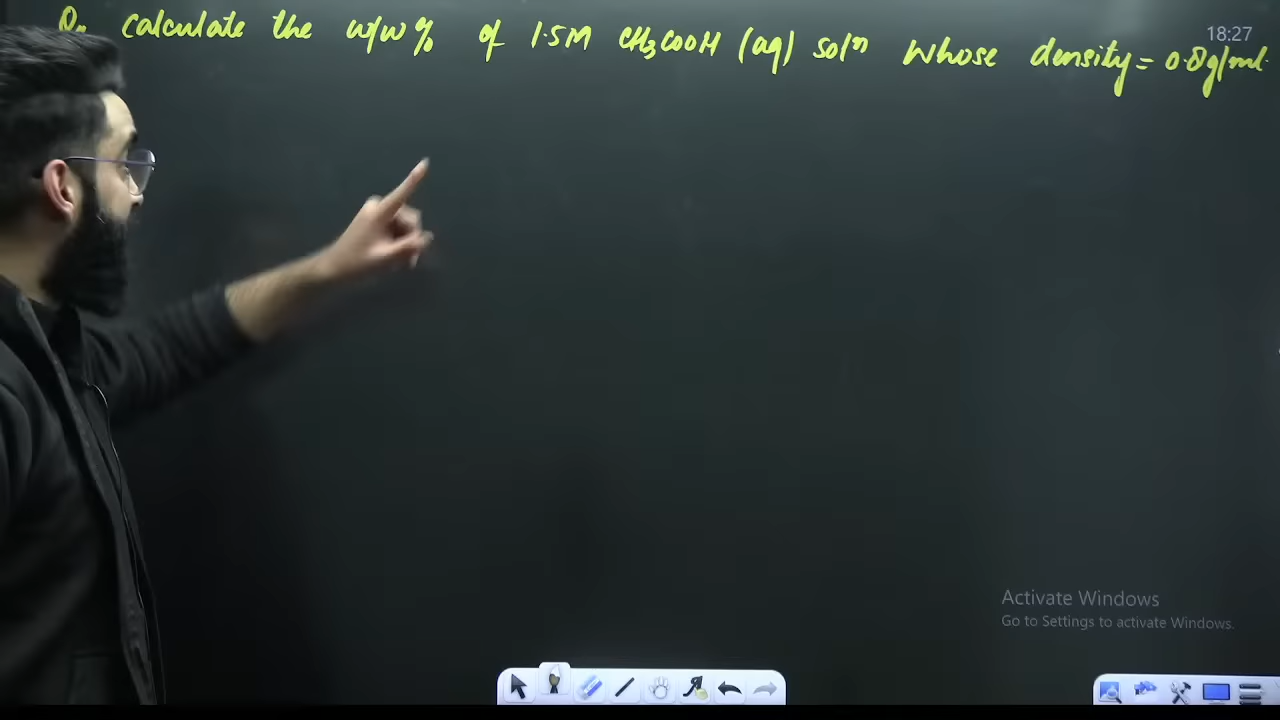 Q. calculate the w/w% of 1.5M CH₃COOH (aq) solⁿ whose density = 0.8g/ml.
18:27
Activate Windows
Go to Settings to activate Windows.